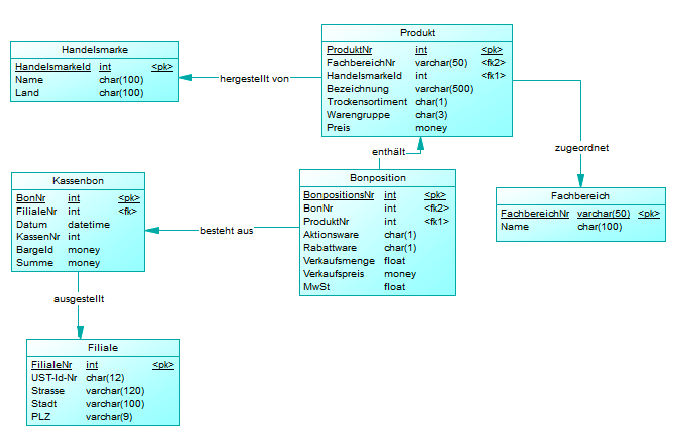 Handelsmarke
HandelsmarkeId int <pk>
Name char(100)
Land char(100)
hergestellt von
Produkt
ProduktNr int <pk>
FachbereichNr varchar(50) <fk2>
HandelsmarkeId int <fk1>
Bezeichnung varchar(500)
Trockensortiment char(1)
Warengruppe char(3)
Preis money
zugeordnet
enthält
Kassenbon
BonNr int <pk>
FilialeNr int <fk>
Datum datetime
KassenNr int
Bargeld money
Summe money
besteht aus
Bonposition
BonpositionsNr int <pk>
BonNr int <fk2>
ProduktNr int <fk1>
Aktionsware char(1)
Rabattware char(1)
Verkaufsmenge float
Verkaufspreis money
MwSt float
Fachbereich
FachbereichNr varchar(50) <pk>
Name char(100)
ausgestellt
Filiale
FilialeNr int <pk>
UST-Id-Nr char(12)
Strasse varchar(120)
Stadt varchar(100)
PLZ varchar(9)